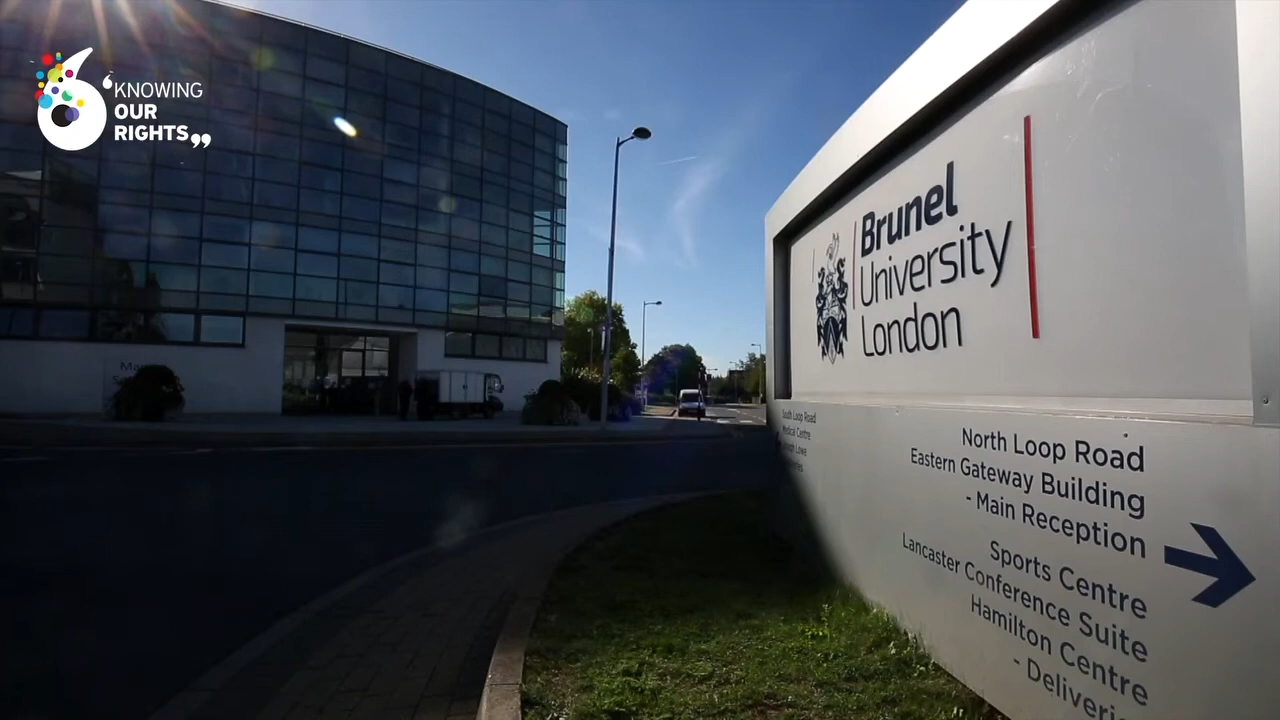 ‘KNOWING
OUR
RIGHTS„
Brunel
University
London
South Loop Road
Medical Centre
North Loop Road
Eastern Gateway Building
- Main Reception
Sports Centre
Lancaster Conference Suite
Hamilton Centre